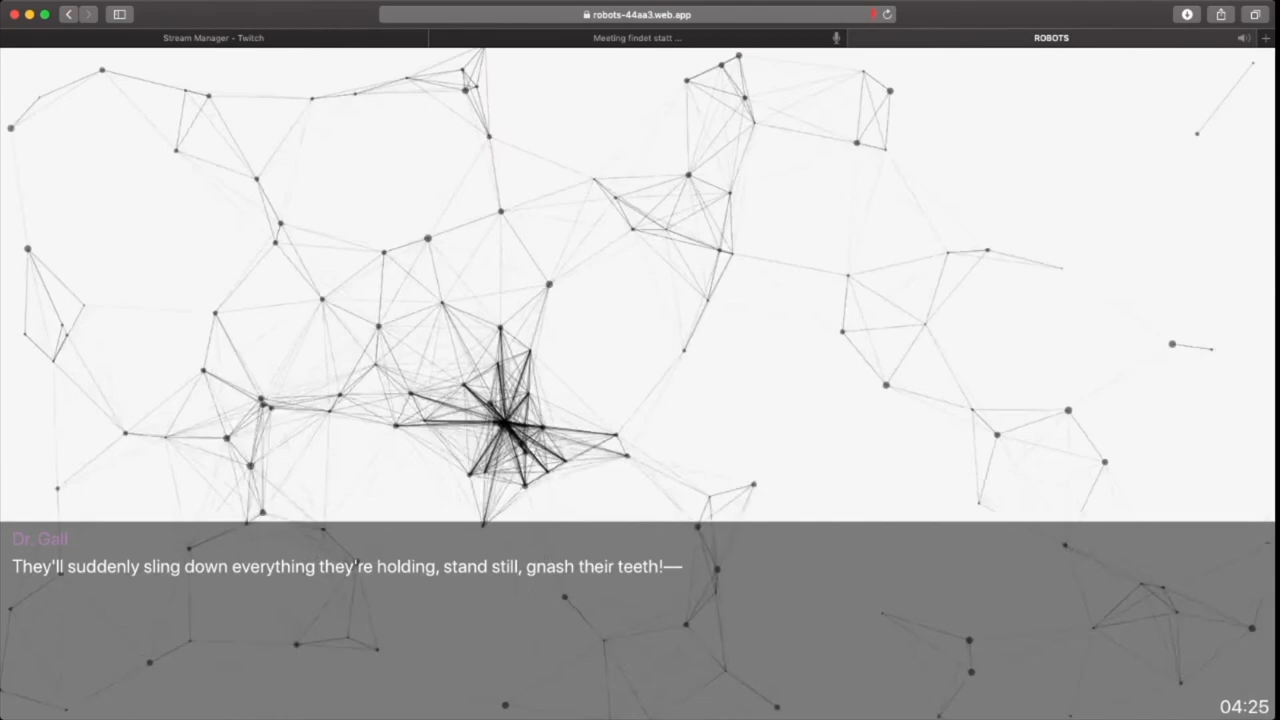 robots-44aa3.web.app
Stream Manager - Twitch
Meeting findet statt ...
ROBOTS
Dr. Gall
They'll suddenly sling down everything they're holding, stand still, gnash their teeth!—
04:25